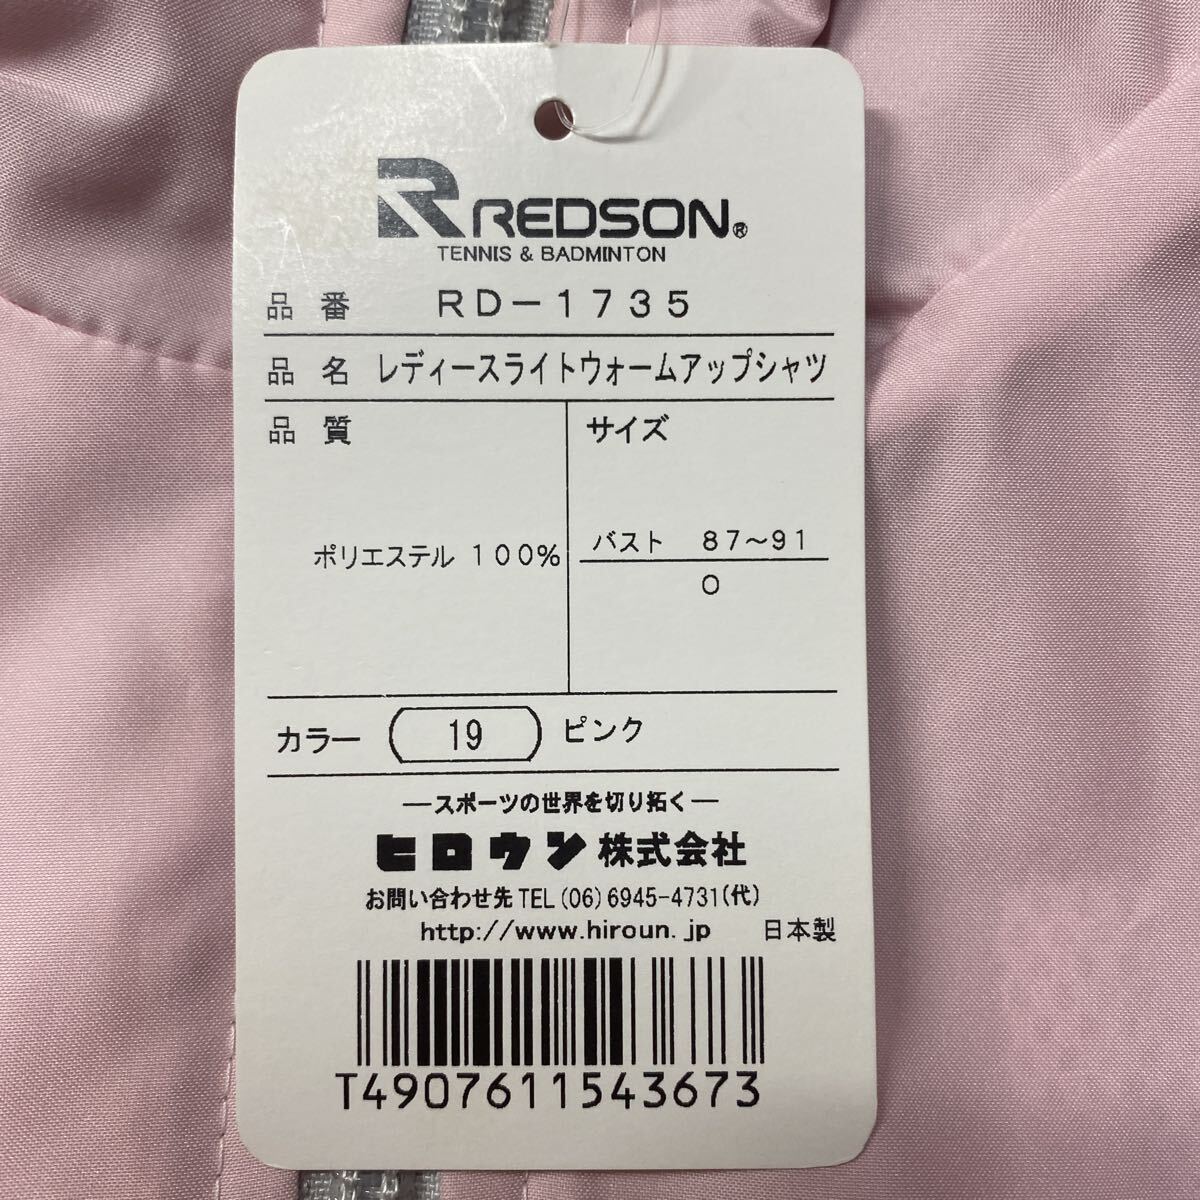 REDSON®
TENNIS & BADMINTON
品番 RD-1735
品名 レディースライトウォームアップシャツ
品質 サイズ
ポリエステル 100%
バスト 87～91
O
カラー 19 ピンク
―スポーツの世界を切り拓く―
ヒロウン株式会社
お問い合わせ先 TEL(06)6945-4731(代)
http://www.hiroun.jp 日本製
T4907611543673